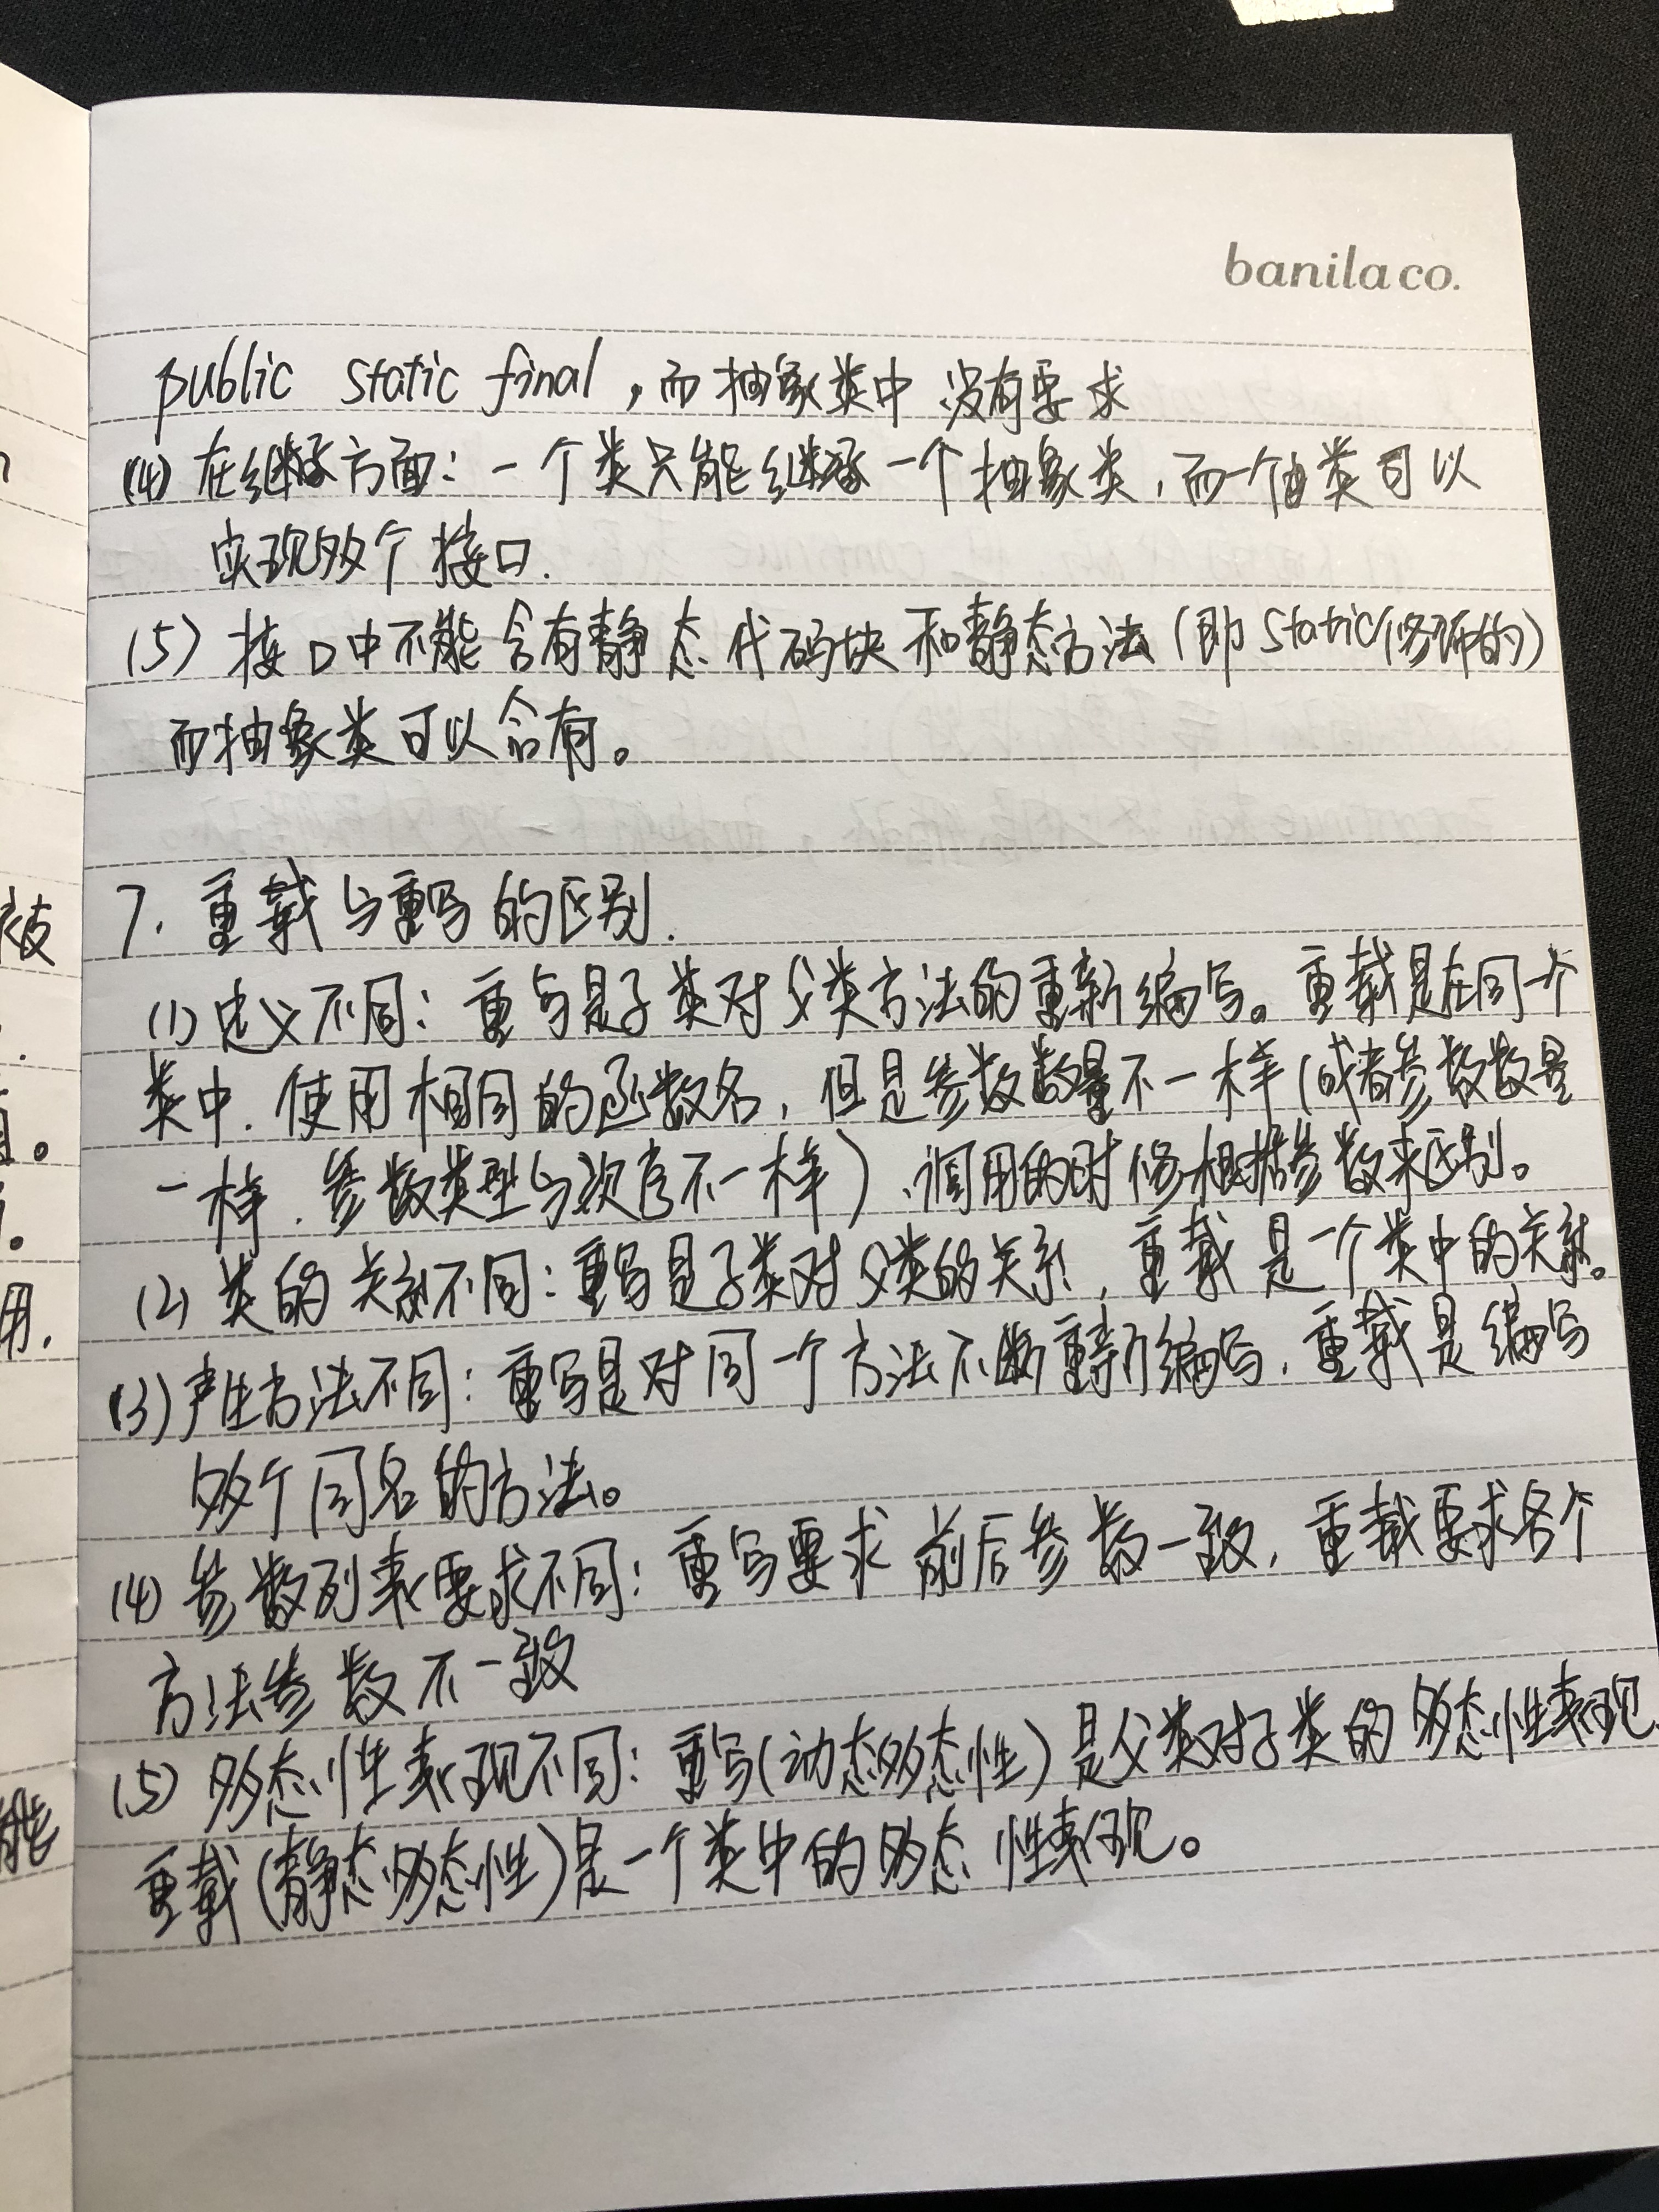 banila co.
public static final，而抽象类中没有要求
(4) 在继承方面：一个类只能继承一个抽象类，而一个类可以
实现多个接口.
(5) 接口中不能含有静态代码块和静态方法（即static修饰的）
而抽象类可以含有。
7. 重载与重写的区别.
(1) 定义不同：重写是子类对父类方法的重新编写。重载是在同一个
类中.使用相同的函数名，但是参数数量不一样（或者参数数量
一样.参数类型与次序不一样）、调用的时候根据参数来区别。
(2) 类的关系不同：重写是子类对父类的关系，重载是一个类中的关系。
(3) 产生方法不同：重写是对同一个方法不断重新编写，重载是编写
多个同名的方法。
(4) 参数列表要求不同：重写要求前后参数一致，重载要求各个
方法参数不一致
(5) 多态性表现不同：重写（动态多态性）是父类对子类的多态性表现.
重载（静态多态性）是一个类中的多态性表现。
被
。
。
用.
能